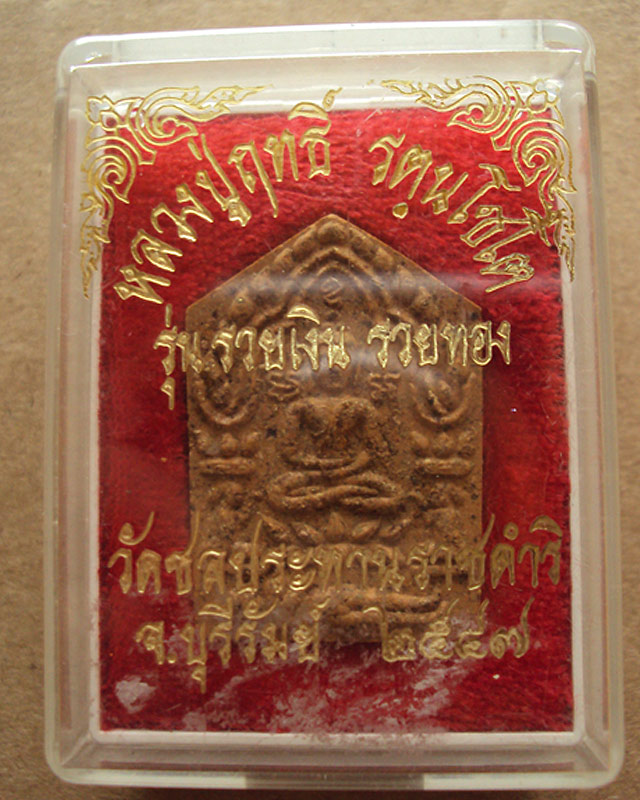 หลวงปู่ฤทธิ์ รตนโชโต
รุ่น รวยเงิน รวยทอง
วัดชลประทานราชดำริ
จ.บุรีรัมย์ ๒๕๔๗